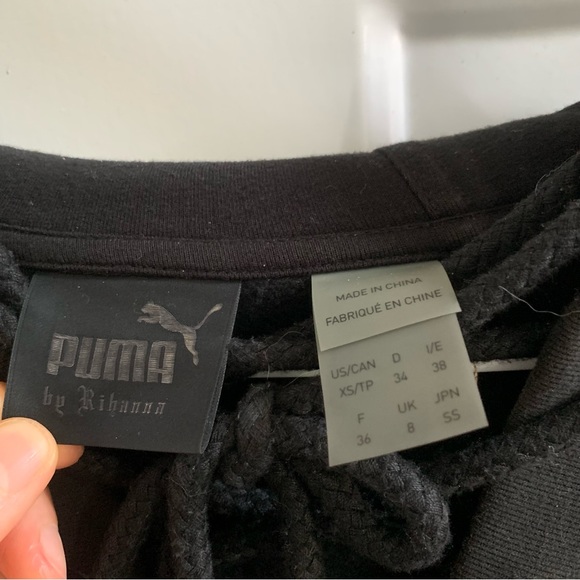 PUMA
by Rihanna
MADE IN CHINA
FABRIQUÉ EN CHINE
US/CAN D I/E
XS/TP 34 38
F UK JPN
36 8 SS